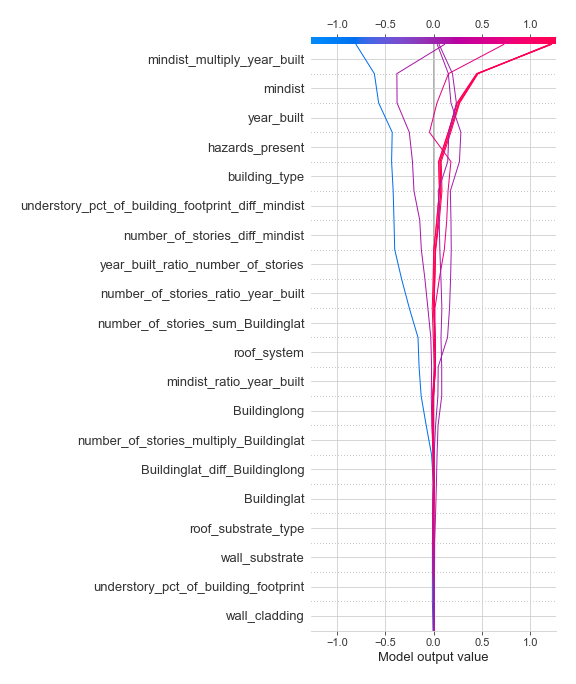 −1.0 −0.5 0.0 0.5 1.0
mindist_multiply_year_built
mindist
year_built
hazards_present
building_type
understory_pct_of_building_footprint_diff_mindist
number_of_stories_diff_mindist
year_built_ratio_number_of_stories
number_of_stories_ratio_year_built
number_of_stories_sum_Buildinglat
roof_system
mindist_ratio_year_built
Buildinglong
number_of_stories_multiply_Buildinglat
Buildinglat_diff_Buildinglong
Buildinglat
roof_substrate_type
wall_substrate
understory_pct_of_building_footprint
wall_cladding
−1.0 −0.5 0.0 0.5 1.0
Model output value